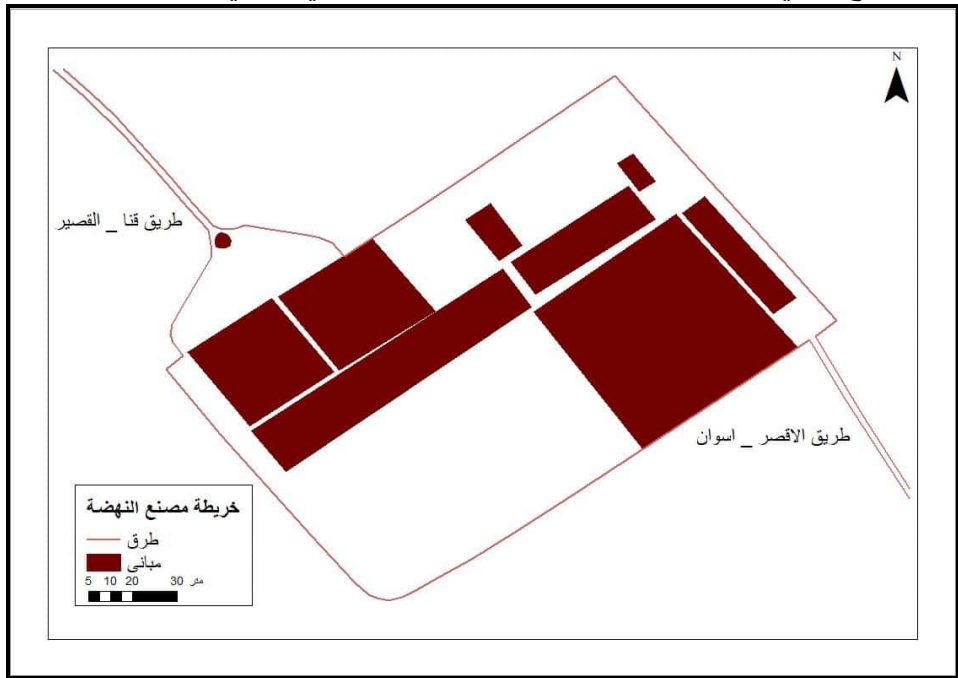 N
طريق قنا _ القصير
طريق الاقصر _ اسوان
خريطة مصنع النهضة
طرق
مبانى
5 10 20 30 متر